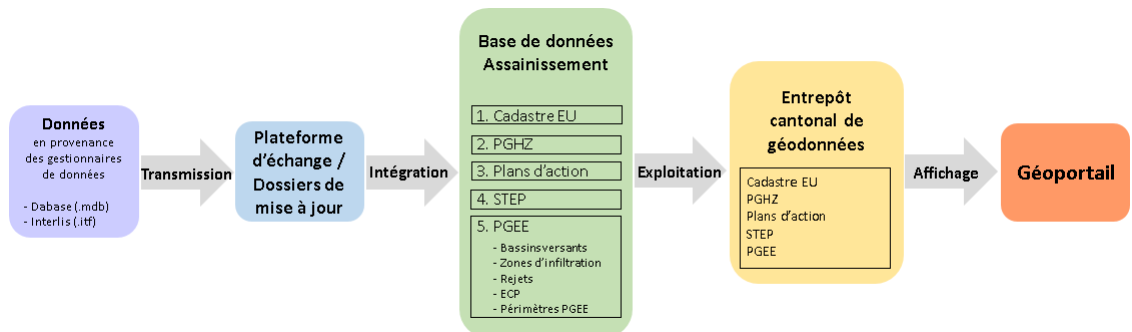 Données
en provenance
des gestionnaires
de données
- Dabase (.mdb)
- Interlis (.itf)
Transmission
Plateforme
d'échange /
Dossiers de
mise à jour
Intégration
Base de données
Assainissement
1. Cadastre EU
2. PGHZ
3. Plans d'action
4. STEP
5. PGEE
- Bassinsversants
- Zones d'infiltration
- Rejets
- ECP
- Périmètres PGEE
Exploitation
Entrepôt
cantonal de
géodonnées
Cadastre EU
PGHZ
Plans d'action
STEP
PGEE
Affichage
Géoportail